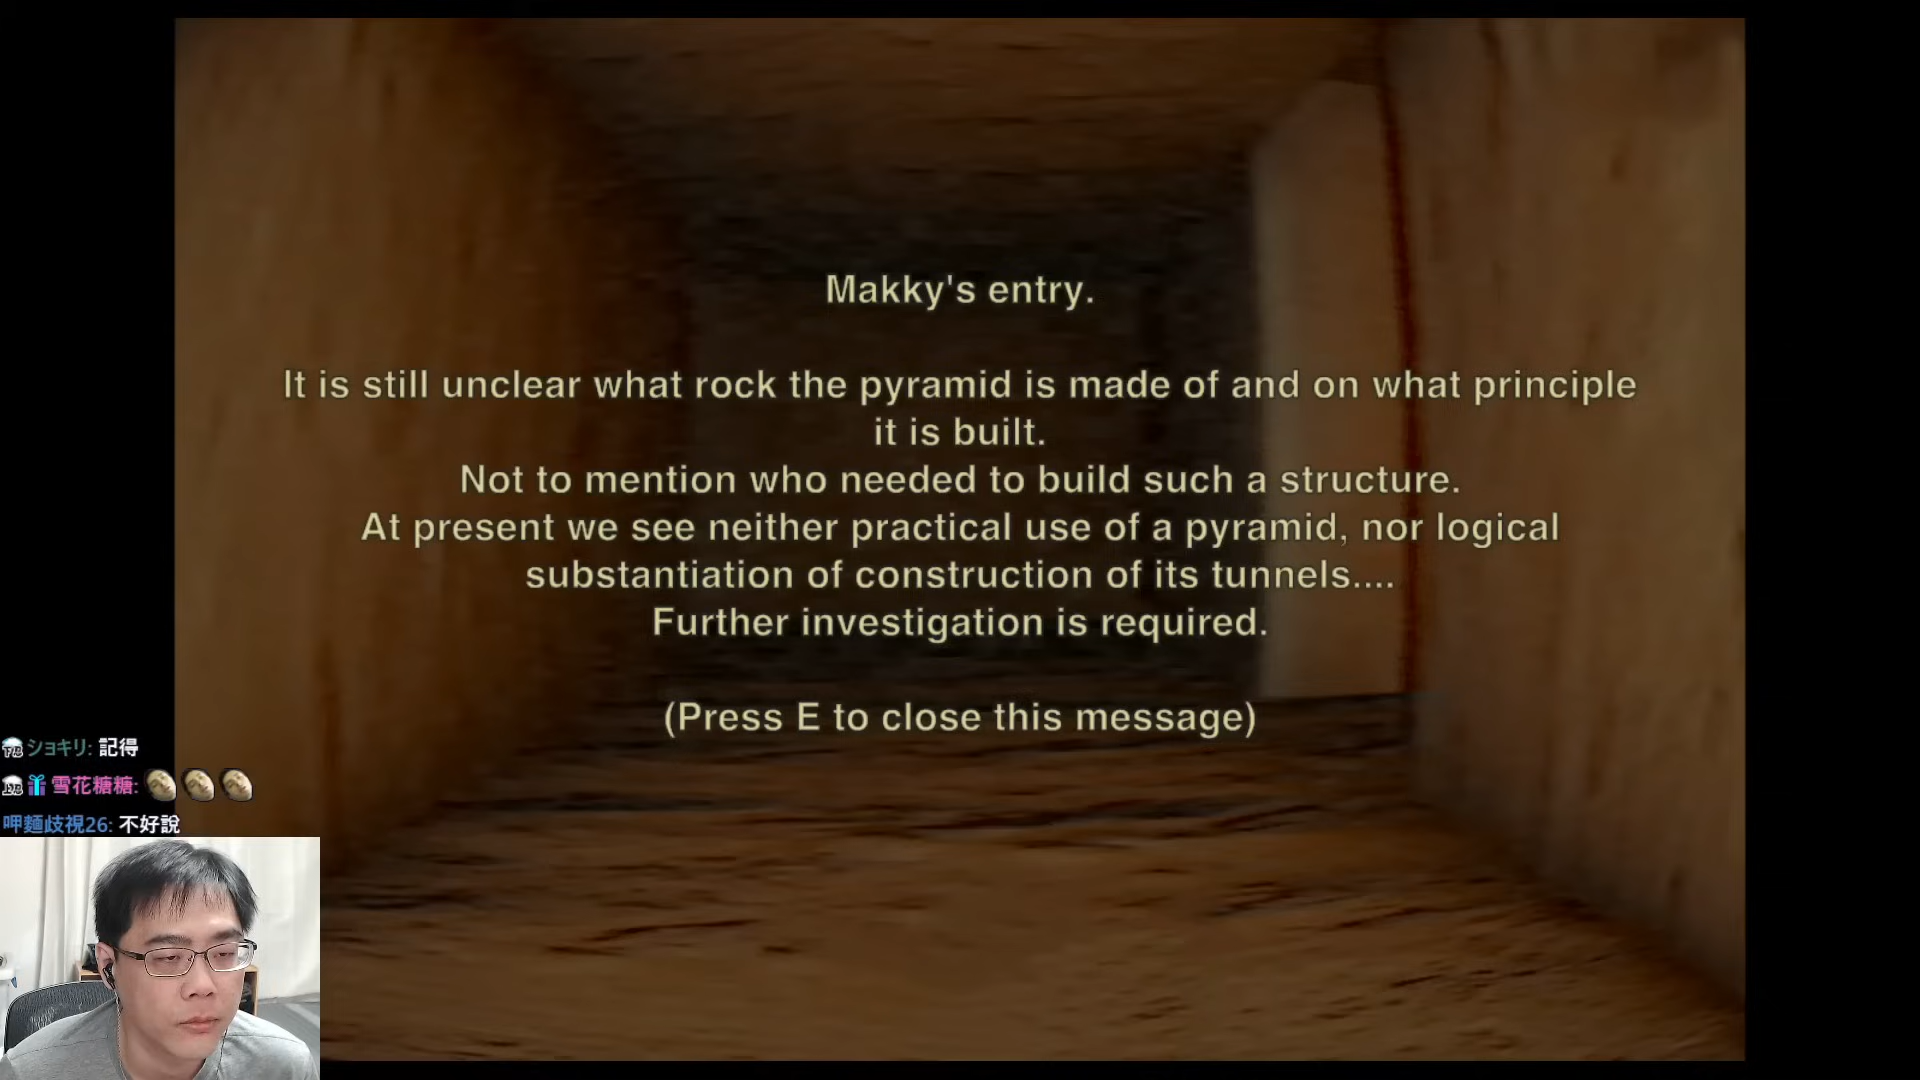 Makky's entry.
It is still unclear what rock the pyramid is made of and on what principle
it is built.
Not to mention who needed to build such a structure.
At present we see neither practical use of a pyramid, nor logical
substantiation of construction of its tunnels....
Further investigation is required.
(Press E to close this message)
ショキリ: 記得
雪花糖糖:
呷麵歧視26: 不好說